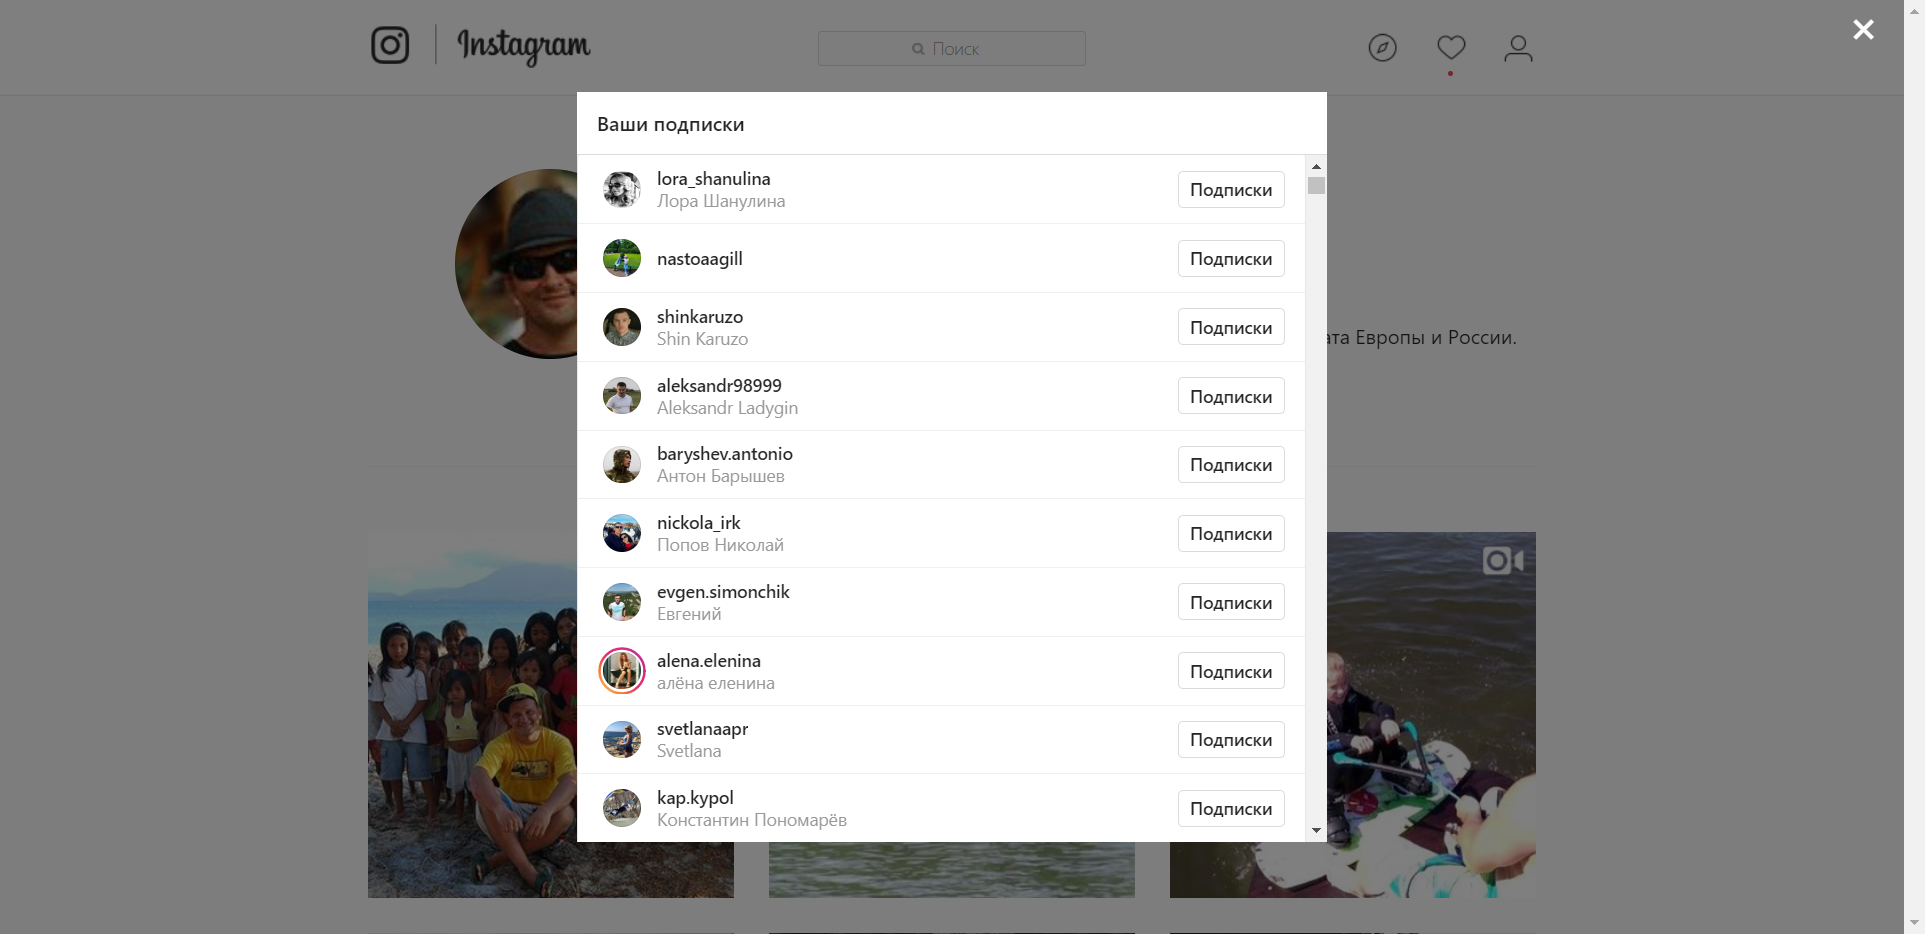 Instagram
Поиск
Ваши подписки
lora_shanulina
Лора Шанулина
Подписки
nastoaagill
Подписки
shinkaruzo
Shin Karuzo
Подписки
ата Европы и России.
aleksandr98999
Aleksandr Ladygin
Подписки
baryshev.antonio
Антон Барышев
Подписки
nickola_irk
Попов Николай
Подписки
evgen.simonchik
Евгений
Подписки
alena.elenina
алёна еленина
Подписки
svetlanaapr
Svetlana
Подписки
kap.kypol
Константин Пономарёв
Подписки